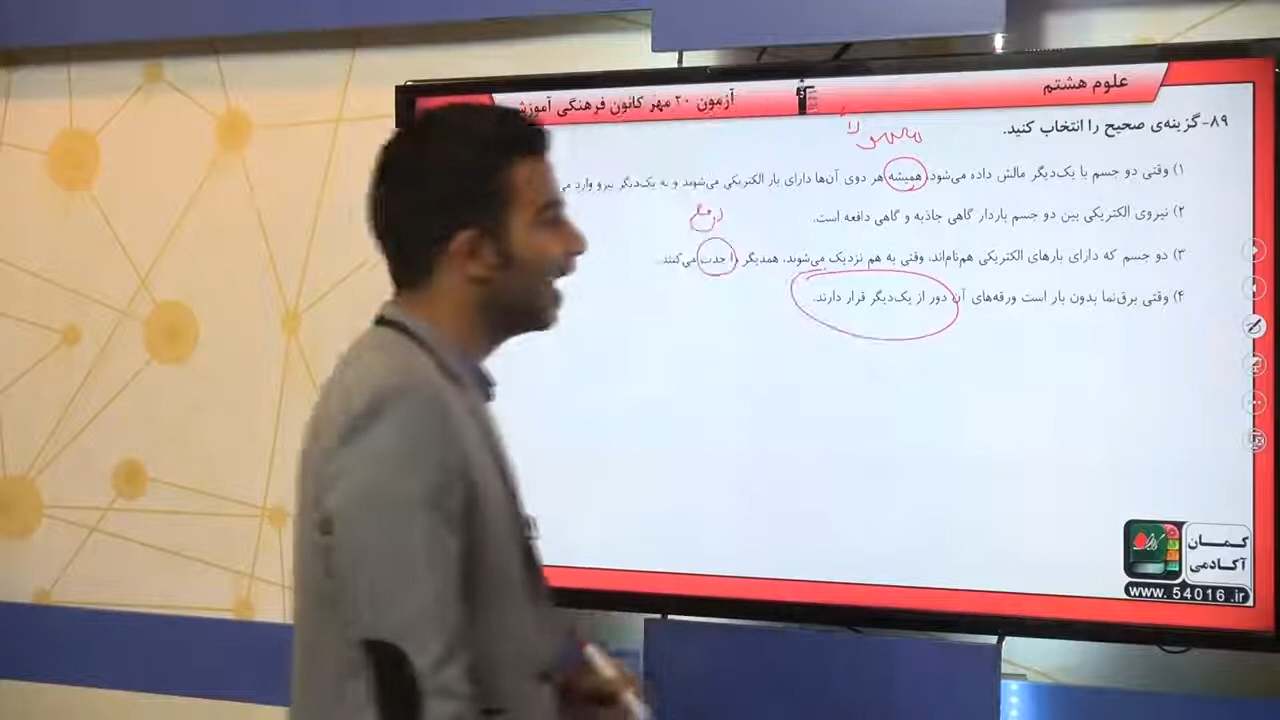 علوم هشتم
آزمون ۲۰ مهر کانون فرهنگی آموزش
۸۹- گزینه‌ی صحیح را انتخاب کنید.
معمولاً
۱) وقتی دو جسم با یک‌دیگر مالش داده می‌شود، همیشه هر دوی آن‌ها دارای بار الکتریکی می‌شوند و به یک‌دیگر نیرو وارد می
۲) نیروی الکتریکی بین دو جسم باردار گاهی جاذبه و گاهی دافعه است.
۳) دو جسم که دارای بارهای الکتریکی هم‌نام‌اند، وقتی به هم نزدیک می‌شوند، همدیگر را جذب می‌کنند.
۴) وقتی برق‌نما بدون بار است ورقه‌های آن دور از یک‌دیگر قرار دارند.
کمان
آکادمی
www.54016.ir